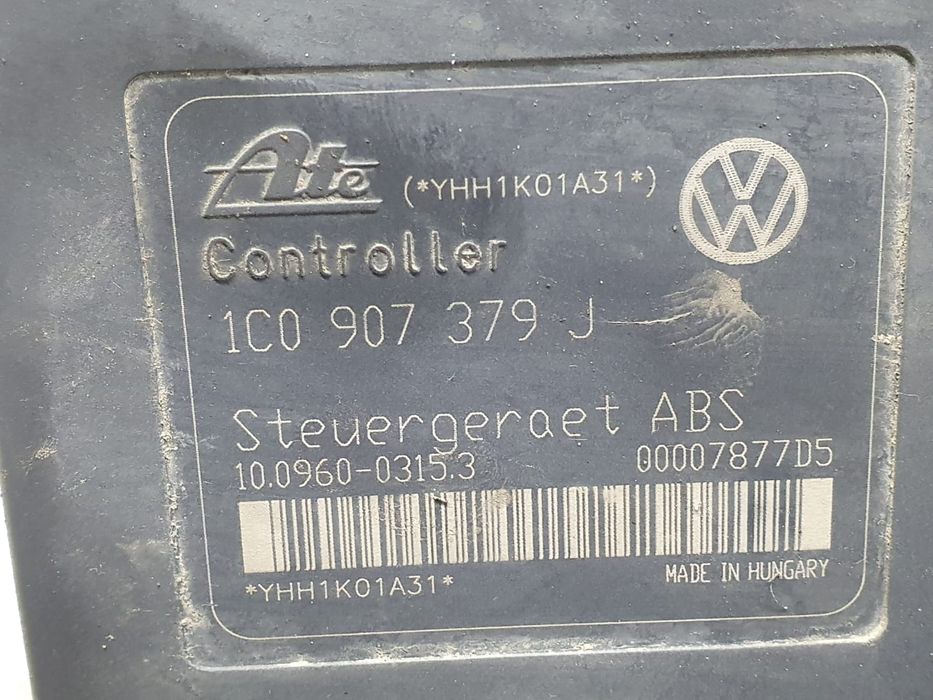 Ate (*YHH1K01A31*)
Controller
1C0 907 379 J
Steuergeraet ABS
10.0960-0315.3 00007877D5
*YHH1K01A31* MADE IN HUNGARY